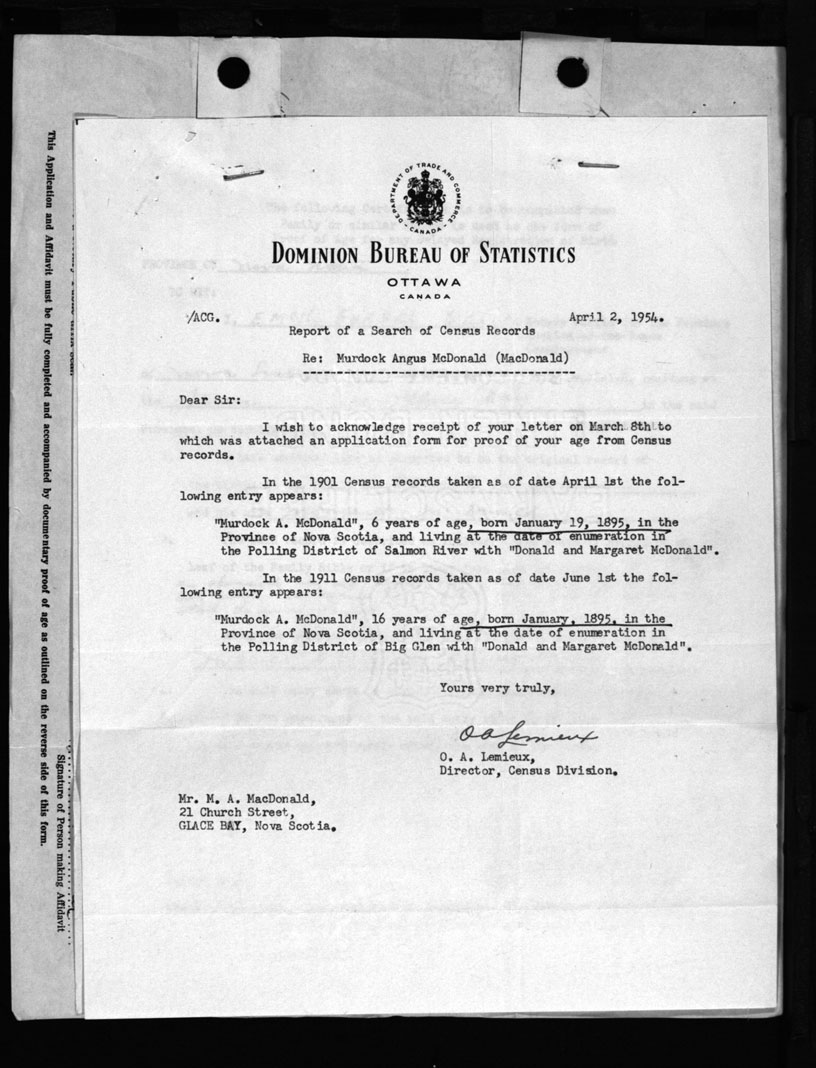 DEPARTMENT OF TRADE AND COMMERCE
CANADA
DOMINION BUREAU OF STATISTICS
OTTAWA
CANADA
/ACG.
April 2, 1954.
Report of a Search of Census Records
Re: Murdock Angus McDonald (MacDonald)
Dear Sir:
I wish to acknowledge receipt of your letter on March 8th to
which was attached an application form for proof of your age from Census
records.
In the 1901 Census records taken as of date April 1st the fol-
lowing entry appears:
"Murdock A. McDonald", 6 years of age, born January 19, 1895, in the
Province of Nova Scotia, and living at the date of enumeration in
the Polling District of Salmon River with "Donald and Margaret McDonald".
In the 1911 Census records taken as of date June 1st the fol-
lowing entry appears:
"Murdock A. McDonald", 16 years of age, born January, 1895, in the
Province of Nova Scotia, and living at the date of enumeration in
the Polling District of Big Glen with "Donald and Margaret McDonald".
Yours very truly,
O A Lemieux
O. A. Lemieux,
Director, Census Division.
Mr. M. A. MacDonald,
21 Church Street,
GLACE BAY, Nova Scotia.
This Application and Affidavit must be fully completed and accompanied by documentary proof of age as outlined on the reverse side of this form.
Signature of Person making Affidavit